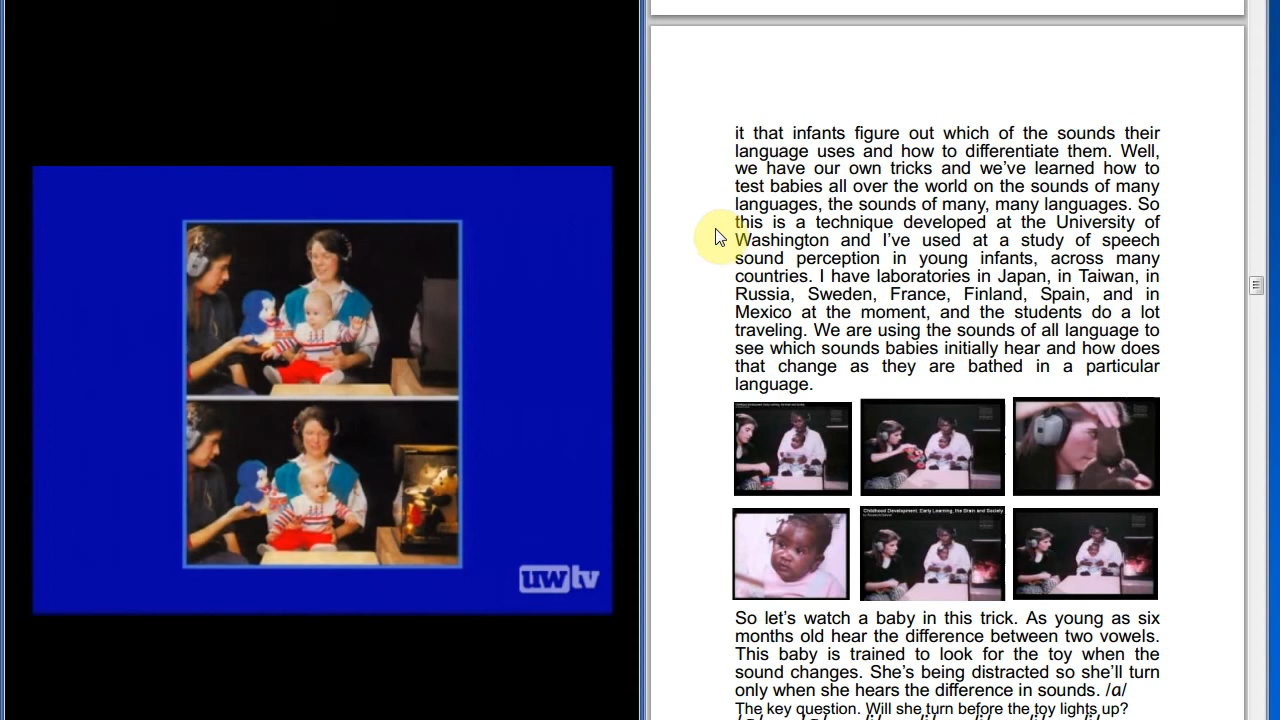 uwtv
it that infants figure out which of the sounds their
language uses and how to differentiate them. Well,
we have our own tricks and we've learned how to
test babies all over the world on the sounds of many
languages, the sounds of many, many languages. So
this is a technique developed at the University of
Washington and I've used at a study of speech
sound perception in young infants, across many
countries. I have laboratories in Japan, in Taiwan, in
Russia, Sweden, France, Finland, Spain, and in
Mexico at the moment, and the students do a lot
traveling. We are using the sounds of all language to
see which sounds babies initially hear and how does
that change as they are bathed in a particular
language.
Childhood Development: Early Learning, the Brain and Society
So let's watch a baby in this trick. As young as six
months old hear the difference between two vowels.
This baby is trained to look for the toy when the
sound changes. She's being distracted so she'll turn
only when she hears the difference in sounds. /a/
The key question. Will she turn before the toy lights up?